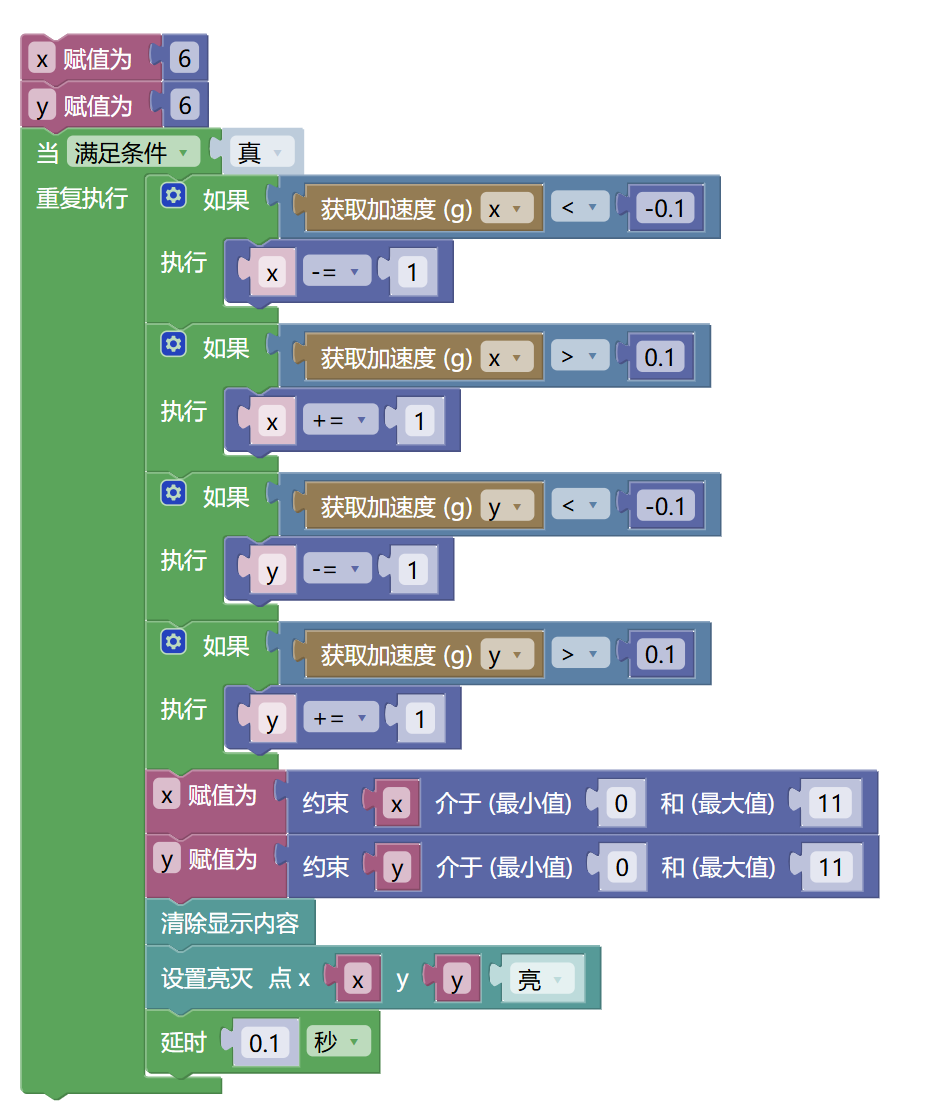 x 赋值为 6
y 赋值为 6
当 满足条件 真
重复执行 如果 获取加速度 (g) x < -0.1
执行 x -= 1
如果 获取加速度 (g) x > 0.1
执行 x += 1
如果 获取加速度 (g) y < -0.1
执行 y -= 1
如果 获取加速度 (g) y > 0.1
执行 y += 1
x 赋值为 约束 x 介于 (最小值) 0 和 (最大值) 11
y 赋值为 约束 y 介于 (最小值) 0 和 (最大值) 11
清除显示内容
设置亮灭 点 x x y y 亮
延时 0.1 秒